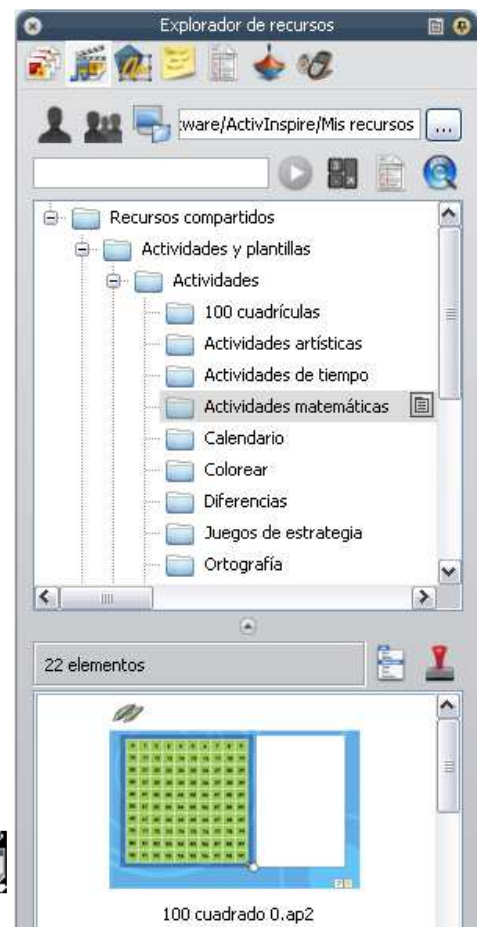 Explorador de recursos
:ware/ActivInspire/Mis recursos ...
Recursos compartidos
Actividades y plantillas
Actividades
100 cuadrículas
Actividades artísticas
Actividades de tiempo
Actividades matemáticas
Calendario
Colorear
Diferencias
Juegos de estrategia
Ortografía
22 elementos
100 cuadrado 0.ap2